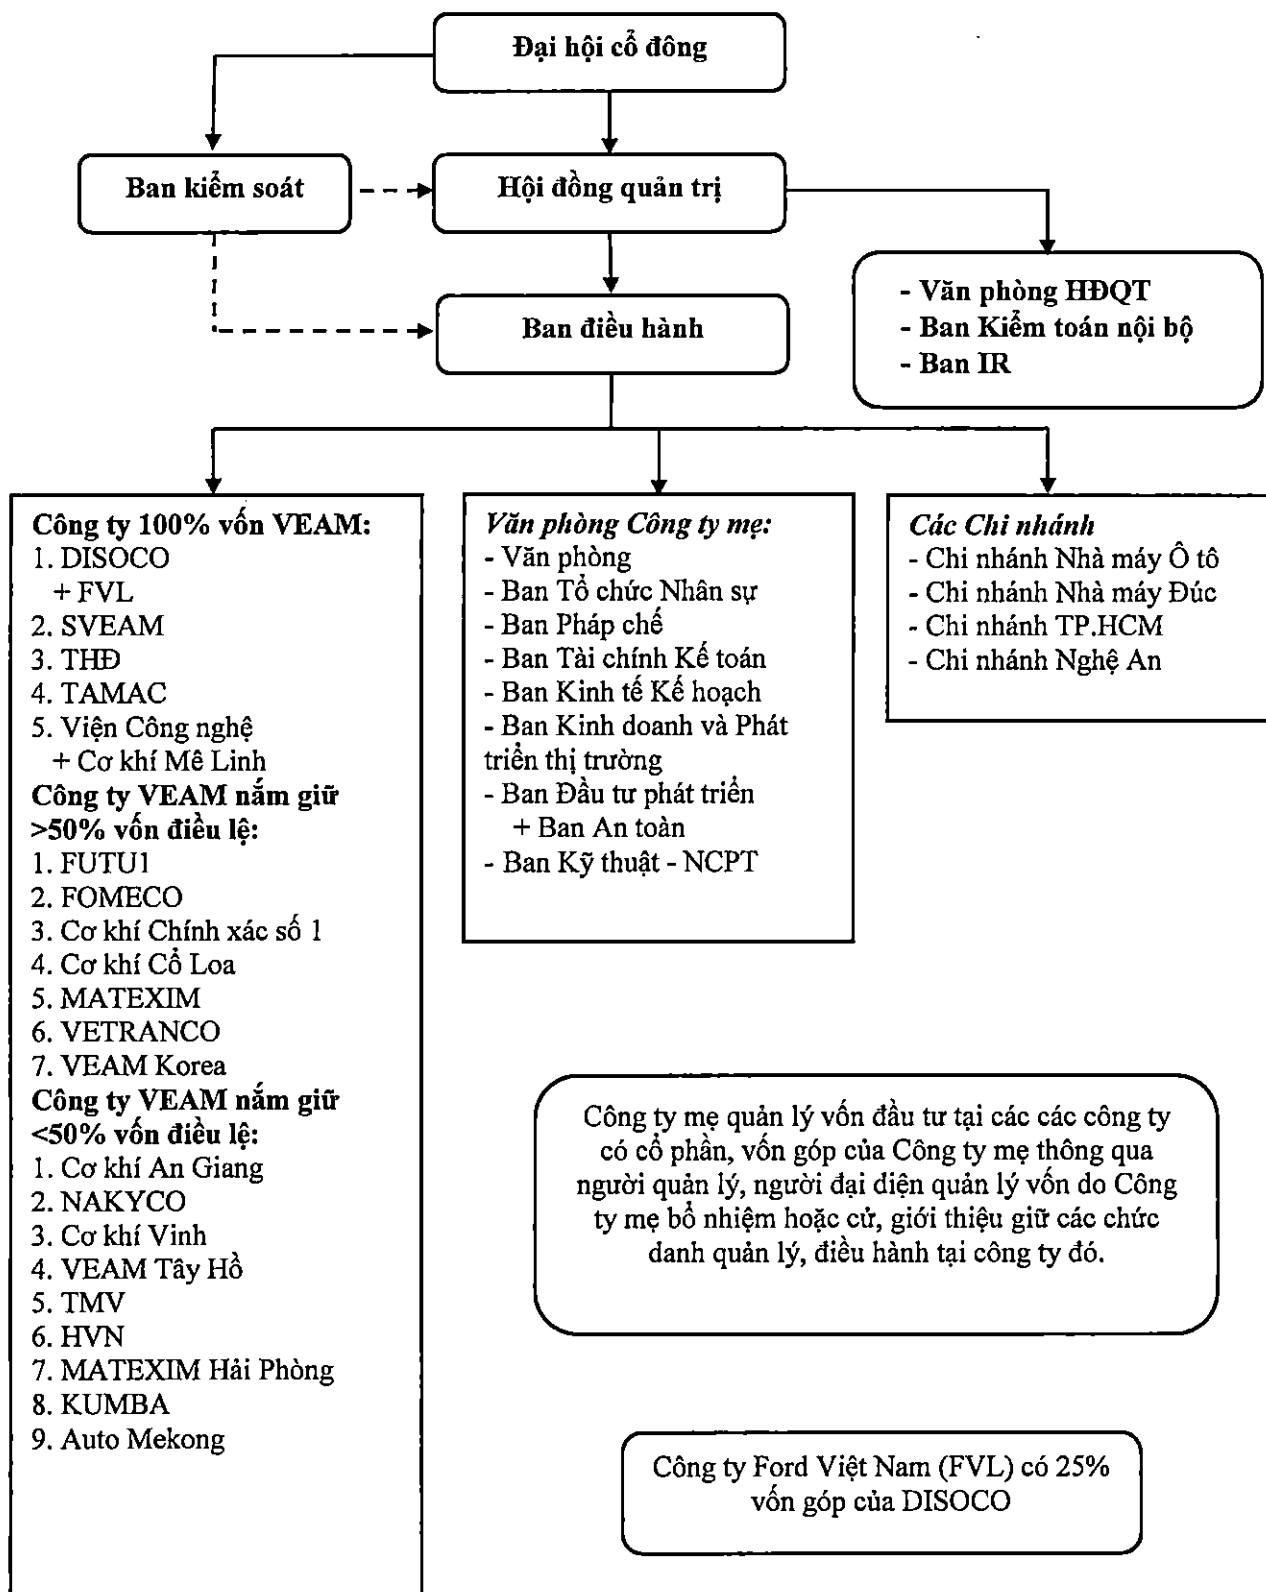 Đại hội cổ đông
Ban kiểm soát
Hội đồng quản trị
Ban điều hành
- Văn phòng HĐQT
- Ban Kiểm toán nội bộ
- Ban IR
Công ty 100% vốn VEAM:
1. DISOCO
+ FVL
2. SVEAM
3. THĐ
4. TAMAC
5. Viện Công nghệ
+ Cơ khí Mê Linh
Công ty VEAM nắm giữ
>50% vốn điều lệ:
1. FUTU1
2. FOMECO
3. Cơ khí Chính xác số 1
4. Cơ khí Cổ Loa
5. MATEXIM
6. VETRANCO
7. VEAM Korea
Công ty VEAM nắm giữ
<50% vốn điều lệ:
1. Cơ khí An Giang
2. NAKYCO
3. Cơ khí Vinh
4. VEAM Tây Hồ
5. TMV
6. HVN
7. MATEXIM Hải Phòng
8. KUMBA
9. Auto Mekong
Văn phòng Công ty mẹ:
- Văn phòng
- Ban Tổ chức Nhân sự
- Ban Pháp chế
- Ban Tài chính Kế toán
- Ban Kinh tế Kế hoạch
- Ban Kinh doanh và Phát
triển thị trường
- Ban Đầu tư phát triển
+ Ban An toàn
- Ban Kỹ thuật - NCPT
Các Chi nhánh
- Chi nhánh Nhà máy Ô tô
- Chi nhánh Nhà máy Đúc
- Chi nhánh TP.HCM
- Chi nhánh Nghệ An
Công ty mẹ quản lý vốn đầu tư tại các các công ty
có cổ phần, vốn góp của Công ty mẹ thông qua
người quản lý, người đại diện quản lý vốn do Công
ty mẹ bổ nhiệm hoặc cử, giới thiệu giữ các chức
danh quản lý, điều hành tại công ty đó.
Công ty Ford Việt Nam (FVL) có 25%
vốn góp của DISOCO